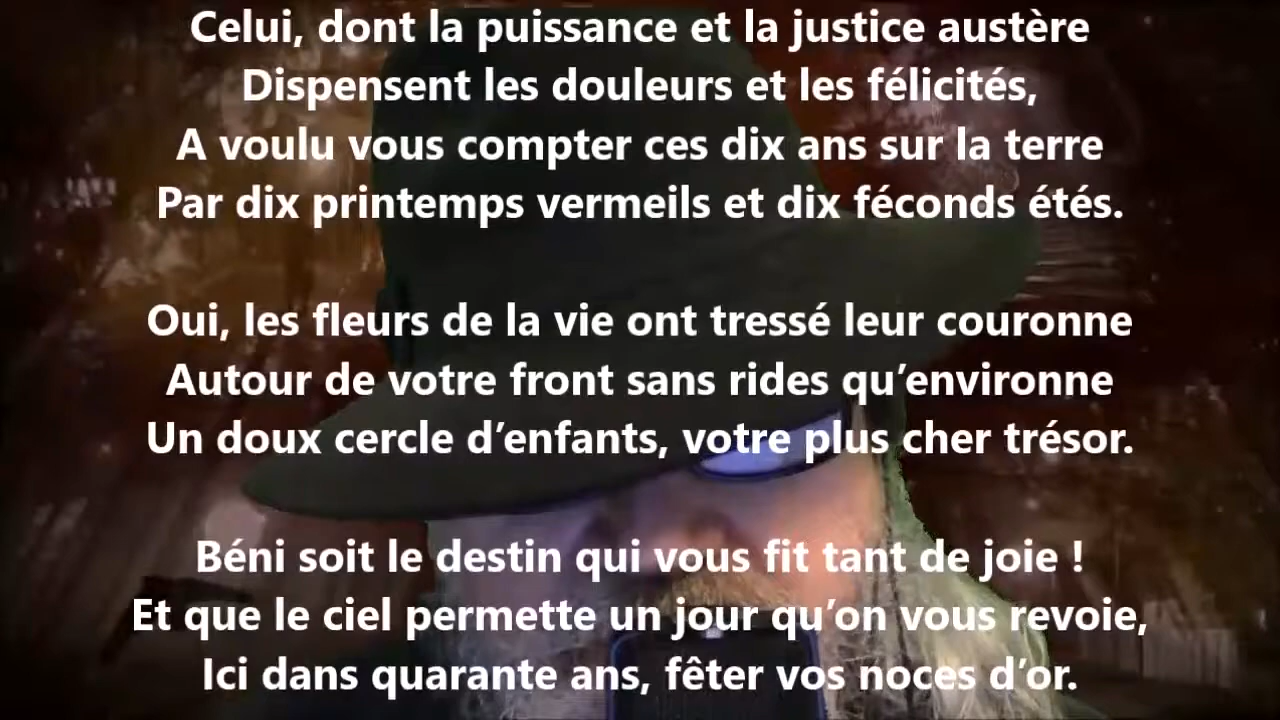 Celui, dont la puissance et la justice austère
Dispensent les douleurs et les félicités,
A voulu vous compter ces dix ans sur la terre
Par dix printemps vermeils et dix féconds étés.
Oui, les fleurs de la vie ont tressé leur couronne
Autour de votre front sans rides qu’environne
Un doux cercle d’enfants, votre plus cher trésor.
Béni soit le destin qui vous fit tant de joie !
Et que le ciel permette un jour qu’on vous revoie,
Ici dans quarante ans, fêter vos noces d’or.